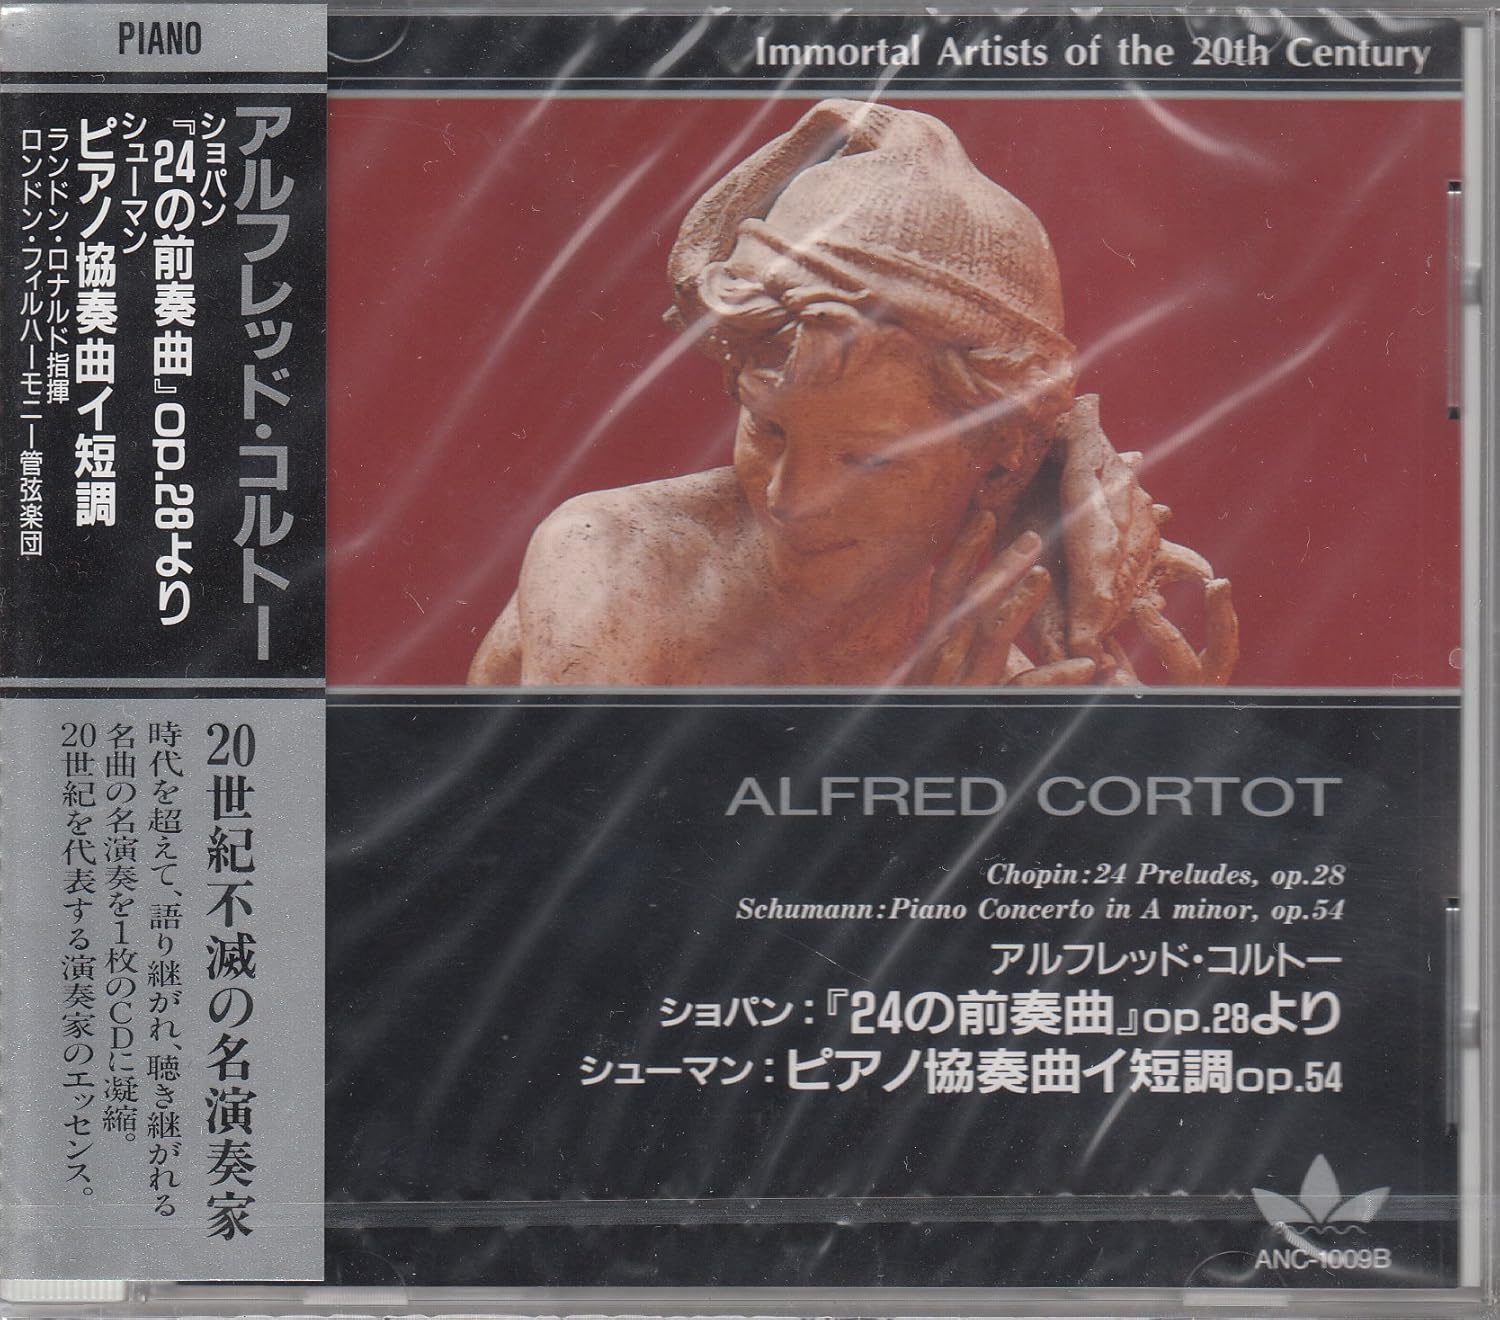 PIANO
アルフレッド・コルトー
ショパン
『24の前奏曲』op.28より
シューマン
ピアノ協奏曲イ短調
ランドン・ロナルド指揮
ロンドン・フィルハーモニー管弦楽団
20世紀不滅の名演奏家
時代を超えて、語り継がれ、聴き継がれる
名曲の名演奏を1枚のCDに凝縮。
20世紀を代表する演奏家のエッセンス。
Immortal Artists of the 20th Century
ALFRED CORTOT
Chopin:24 Preludes, op.28
Schumann:Piano Concerto in A minor, op.54
アルフレッド・コルトー
ショパン:『24の前奏曲』op.28より
シューマン:ピアノ協奏曲イ短調op.54
ANC-1009B